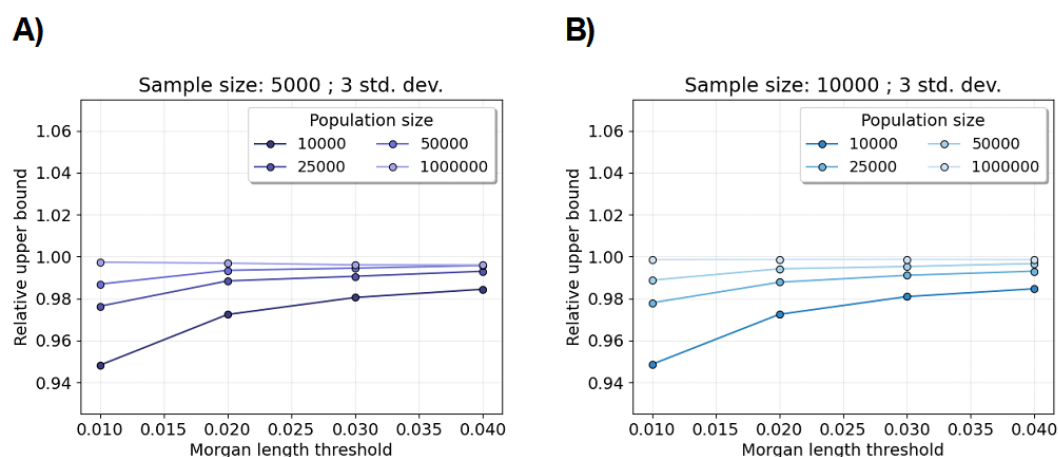 A)
Sample size: 5000 ; 3 std. dev.
Population size
10000
50000
25000
1000000
Relative upper bound
1.06
1.04
1.02
1.00
0.98
0.96
0.94
0.010 0.015 0.020 0.025 0.030 0.035 0.040
Morgan length threshold
B)
Sample size: 10000 ; 3 std. dev.
Population size
10000
50000
25000
1000000
Relative upper bound
1.06
1.04
1.02
1.00
0.98
0.96
0.94
0.010 0.015 0.020 0.025 0.030 0.035 0.040
Morgan length threshold